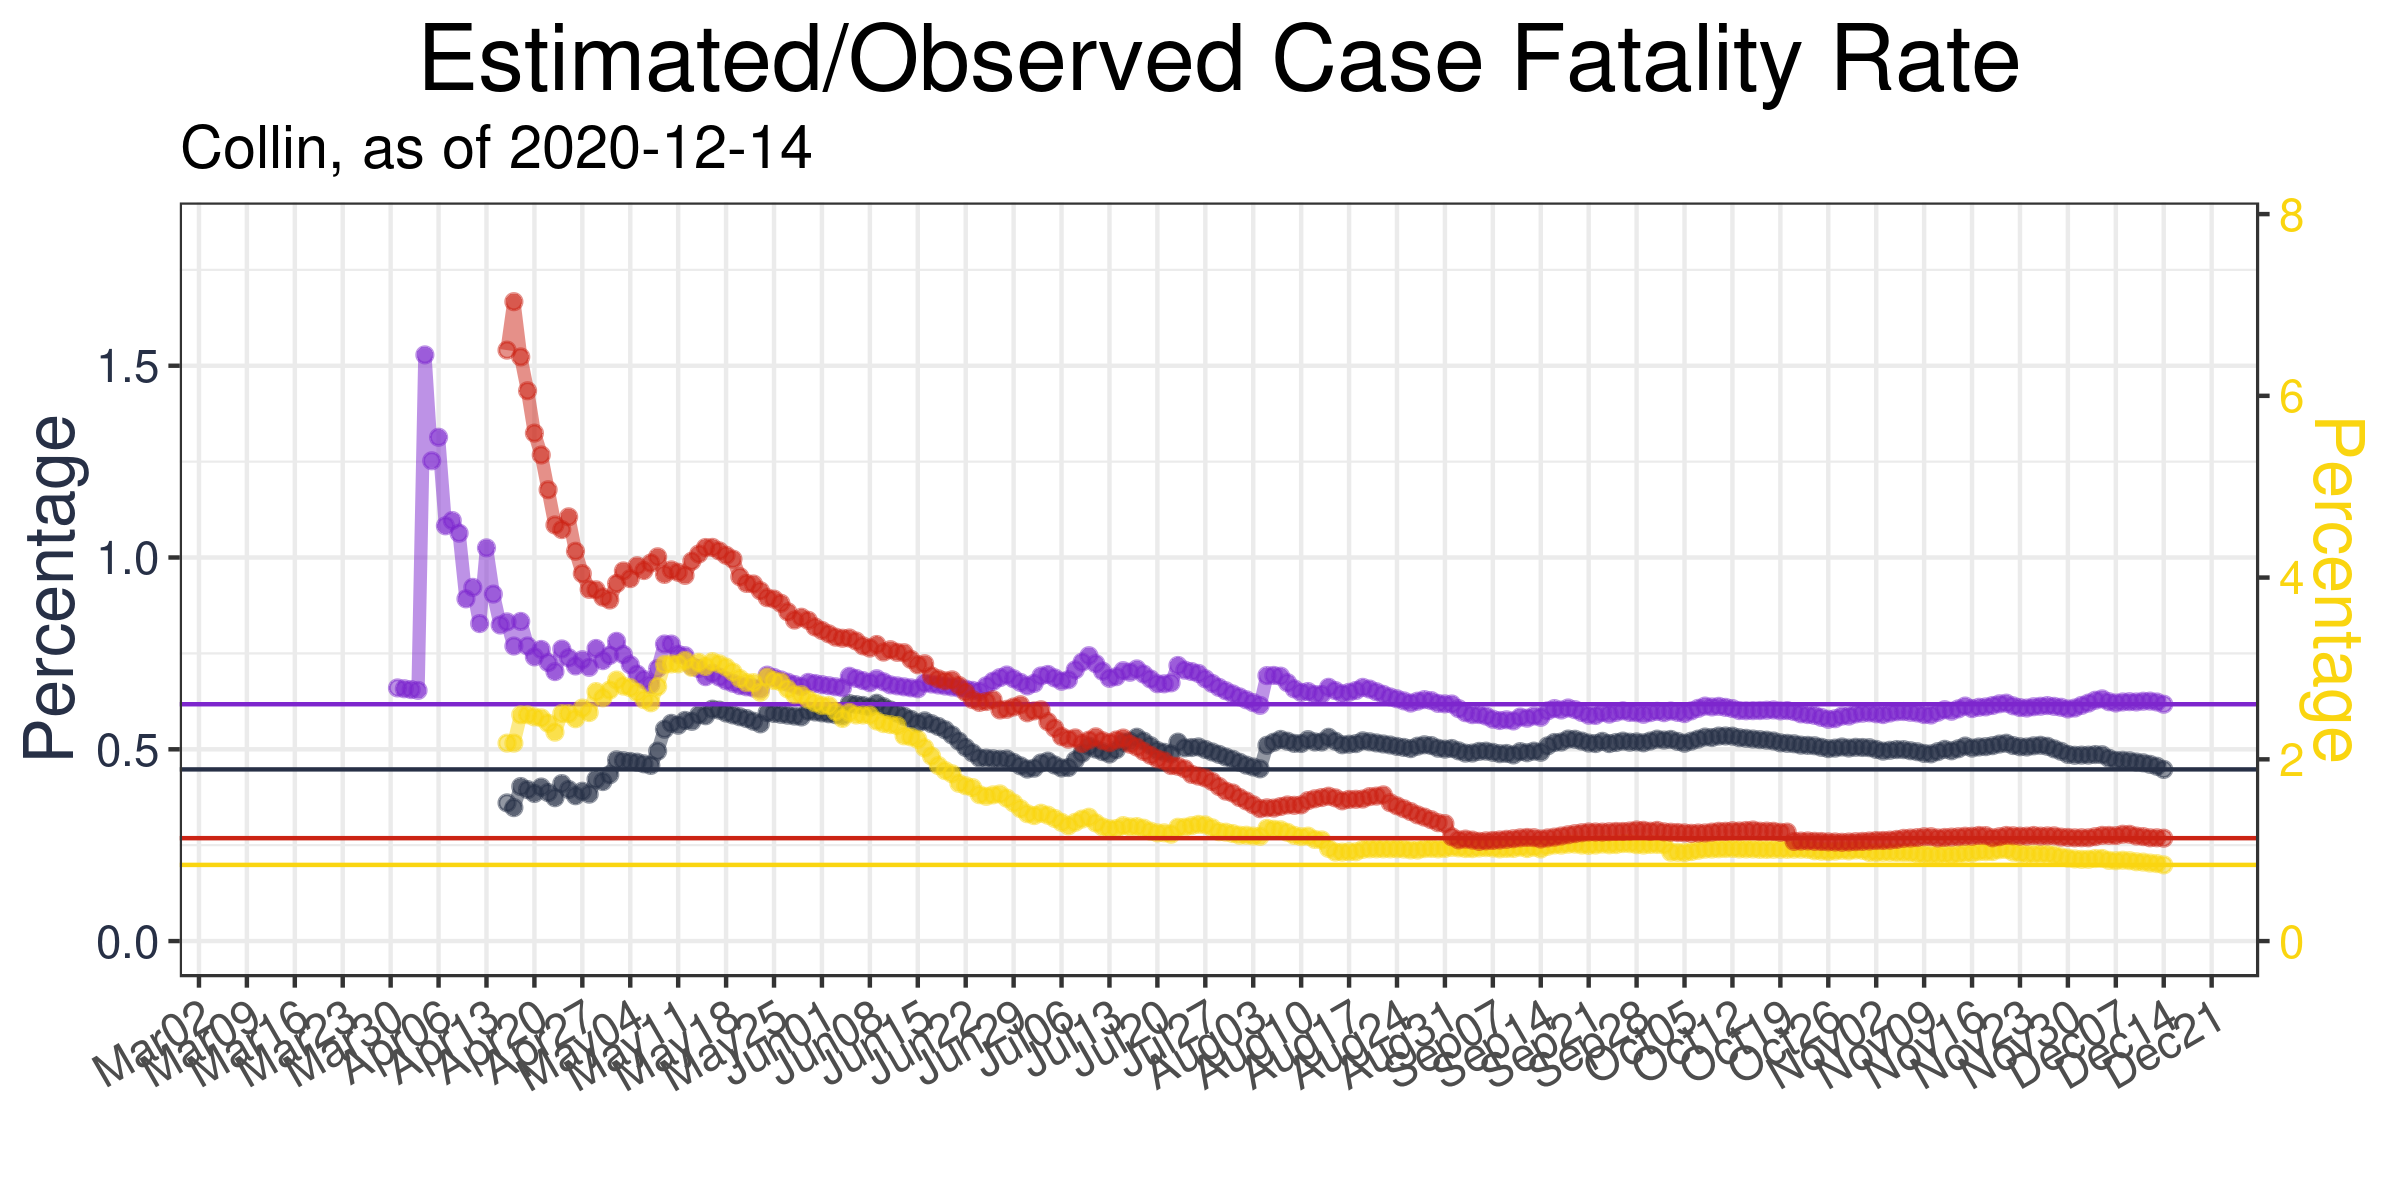 Estimated/Observed Case Fatality Rate
Collin, as of 2020-12-14
Percentage
1.5
1.0
0.5
0.0
8
6
4
2
0
Percentage
Mar02
Mar09
Mar16
Mar23
Mar30
Apr06
Apr13
Apr20
Apr27
May04
May11
May18
May25
Jun01
Jun08
Jun15
Jun22
Jun29
Jul06
Jul13
Jul20
Jul27
Aug03
Aug10
Aug17
Aug24
Aug31
Sep07
Sep14
Sep21
Sep28
Oct05
Oct12
Oct19
Oct26
Nov02
Nov09
Nov16
Nov23
Nov30
Dec07
Dec14
Dec21